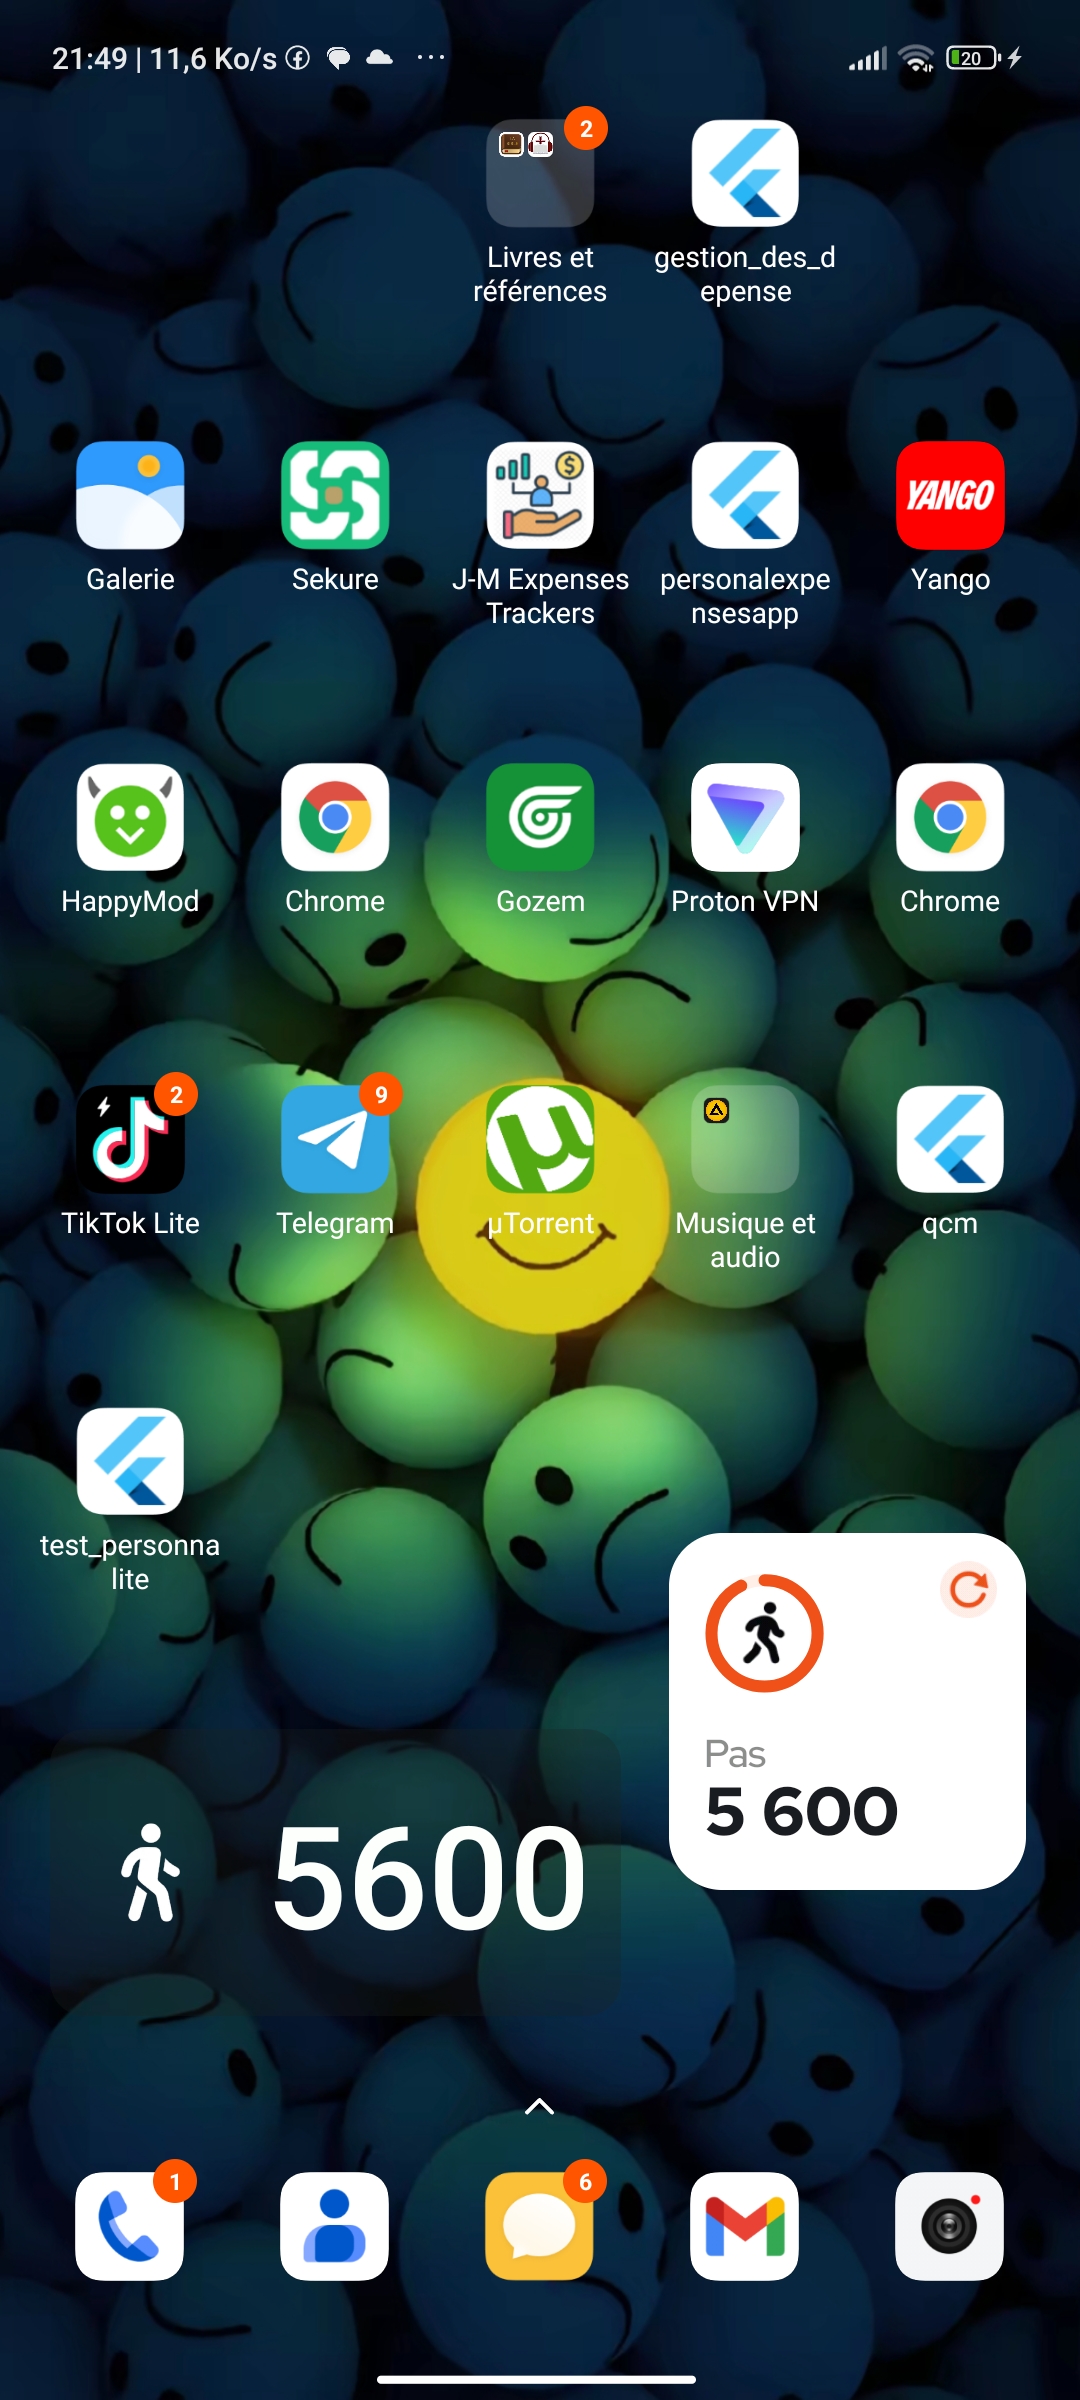 21:49 | 11,6 Ko/s
20
2
Livres et
références
gestion_des_d
epense
YANGO
Galerie
Sekure
J-M Expenses
Trackers
personalexpe
nsesapp
Yango
HappyMod
Chrome
Gozem
Proton VPN
Chrome
2
9
TikTok Lite
Telegram
µTorrent
Musique et
audio
qcm
test_personna
lite
Pas
5 600
5600
1
6